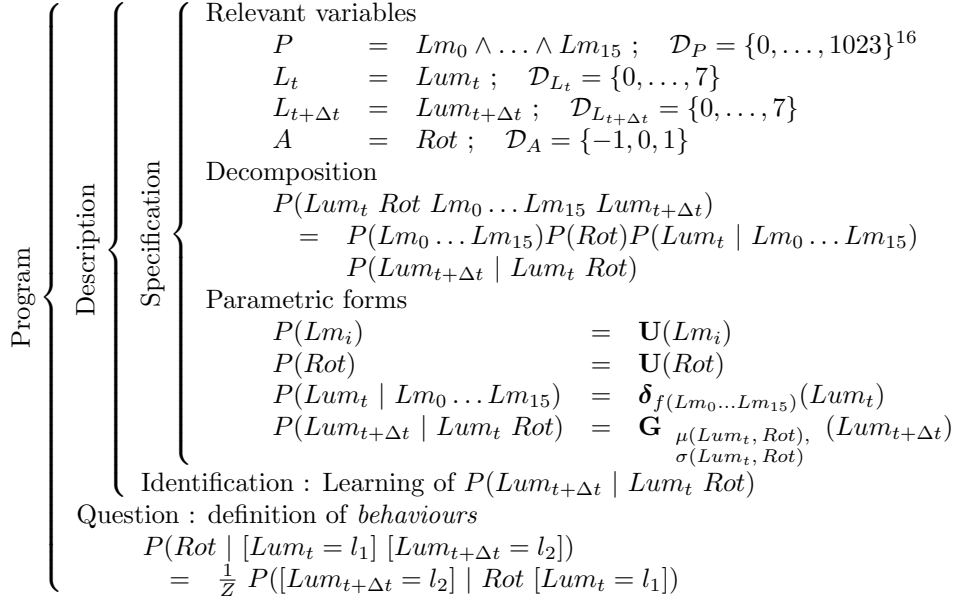 Program
Description
Specification
Relevant variables
P = Lm₀ ∧ … ∧ Lm₁₅ ; 𝒟_P = {0, … , 1023}¹⁶
L_t = Lum_t ; 𝒟_{L_t} = {0, … , 7}
L_{t+Δt} = Lum_{t+Δt} ; 𝒟_{L_{t+Δt}} = {0, … , 7}
A = Rot ; 𝒟_A = {−1, 0, 1}
Decomposition
P(Lum_t Rot Lm₀ … Lm₁₅ Lum_{t+Δt})
= P(Lm₀ … Lm₁₅)P(Rot)P(Lum_t | Lm₀ … Lm₁₅)
P(Lum_{t+Δt} | Lum_t Rot)
Parametric forms
P(Lm_i) = U(Lm_i)
P(Rot) = U(Rot)
P(Lum_t | Lm₀ … Lm₁₅) = δ_{f(Lm₀…Lm₁₅)}(Lum_t)
P(Lum_{t+Δt} | Lum_t Rot) = G_{μ(Lum_t, Rot), σ(Lum_t, Rot)} (Lum_{t+Δt})
Identification : Learning of P(Lum_{t+Δt} | Lum_t Rot)
Question : definition of behaviours
P(Rot | [Lum_t = l₁] [Lum_{t+Δt} = l₂])
= 1/Z P([Lum_{t+Δt} = l₂] | Rot [Lum_t = l₁])